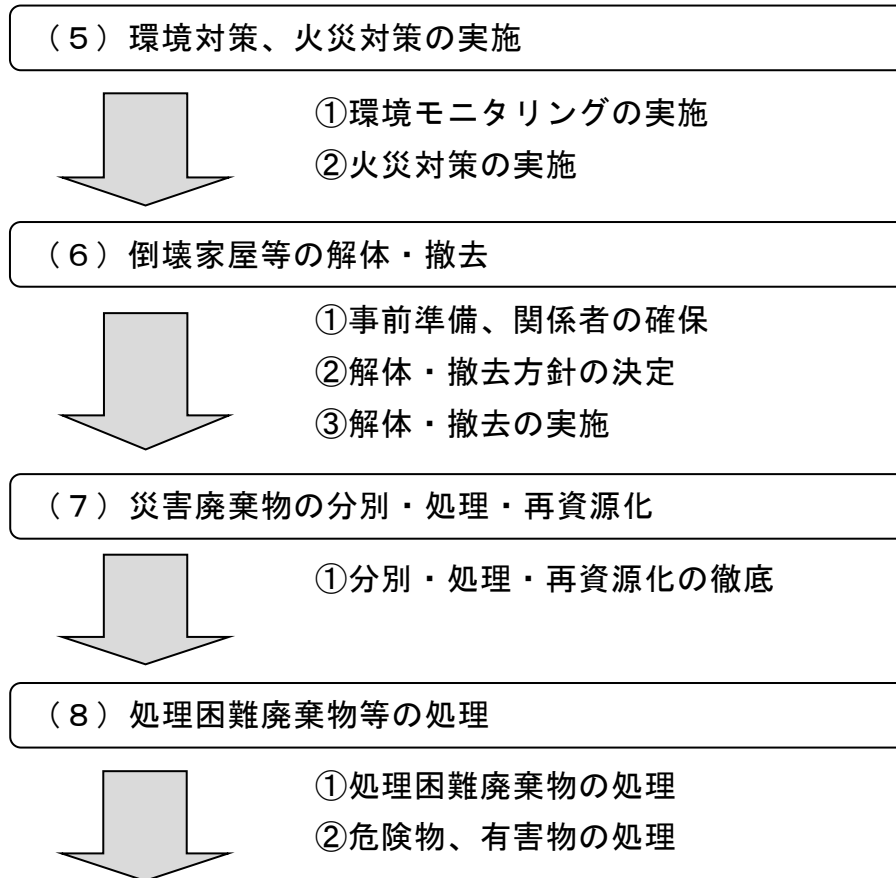 （５）環境対策、火災対策の実施
①環境モニタリングの実施
②火災対策の実施
（６）倒壊家屋等の解体・撤去
①事前準備、関係者の確保
②解体・撤去方針の決定
③解体・撤去の実施
（７）災害廃棄物の分別・処理・再資源化
①分別・処理・再資源化の徹底
（８）処理困難廃棄物等の処理
①処理困難廃棄物の処理
②危険物、有害物の処理